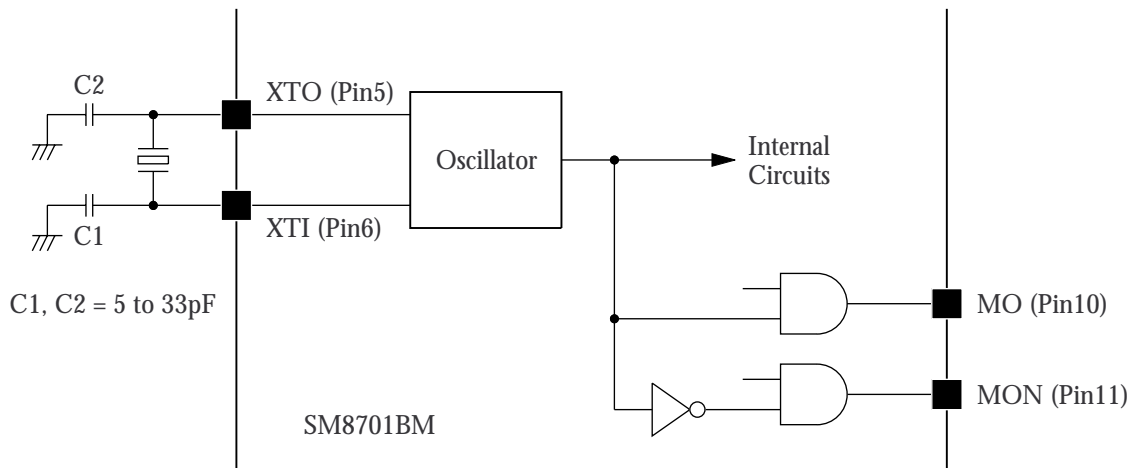 C2
XTO (Pin5)
Oscillator
Internal
Circuits
XTI (Pin6)
C1
C1, C2 = 5 to 33pF
MO (Pin10)
MON (Pin11)
SM8701BM